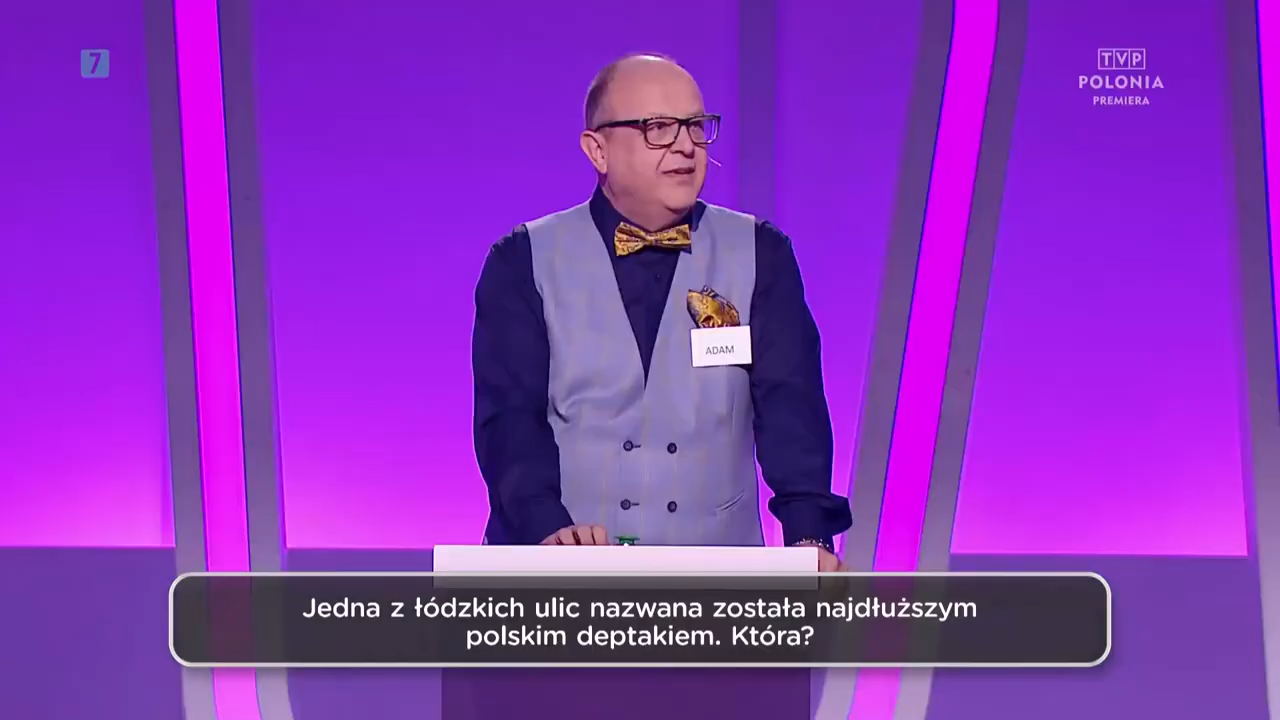 7
TVP
POLONIA
PREMIERA
ADAM
Jedna z łódzkich ulic nazwana została najdłuższym
polskim deptakiem. Która?